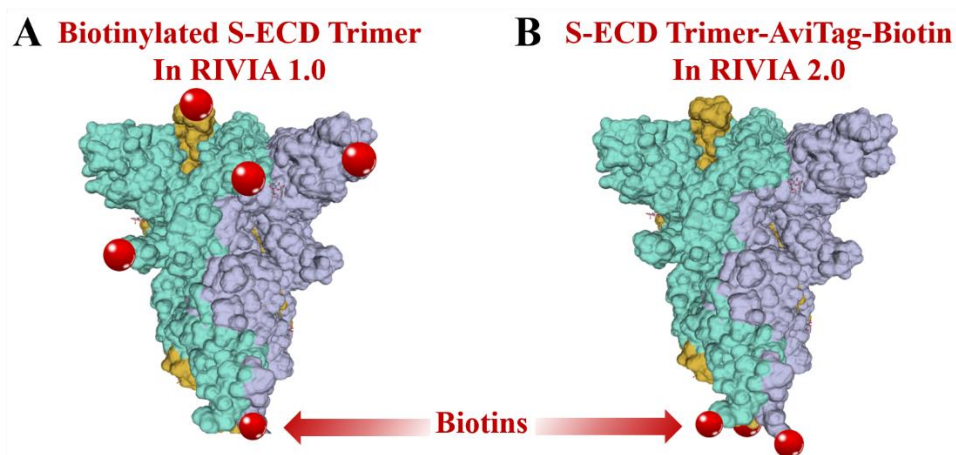 A Biotinylated S-ECD Trimer
In RIVIA 1.0
B S-ECD Trimer-AviTag-Biotin
In RIVIA 2.0
Biotins